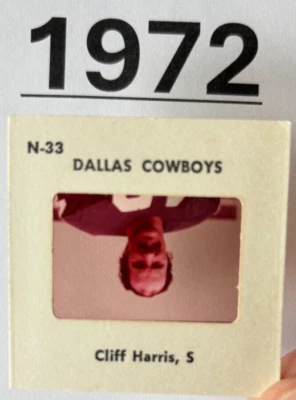 1972
N-33
DALLAS COWBOYS
Cliff Harris, S